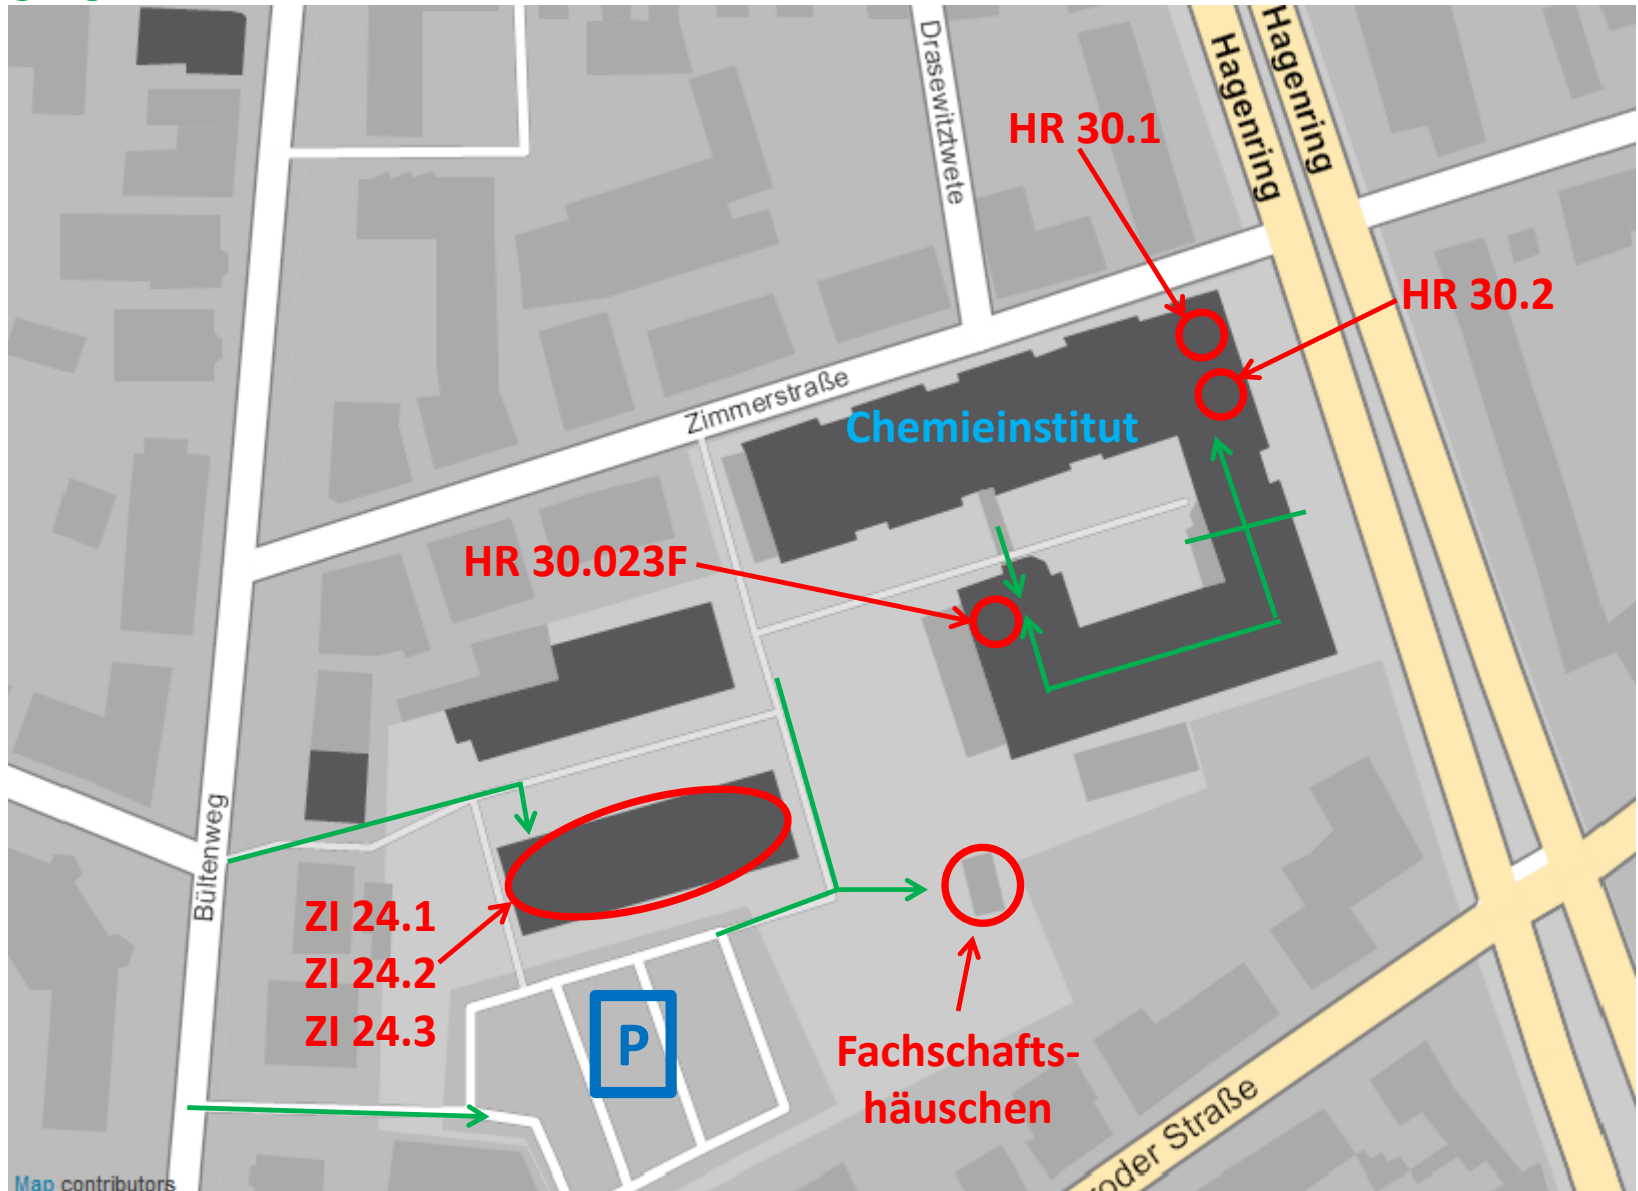 Drasewitztwete
Hagenring
Hagenring
HR 30.1
HR 30.2
Zimmerstraße
Chemieinstitut
HR 30.023F
Bültenweg
ZI 24.1
ZI 24.2
ZI 24.3
P
Fachschafts-
häuschen
roder Straße
Map contributors